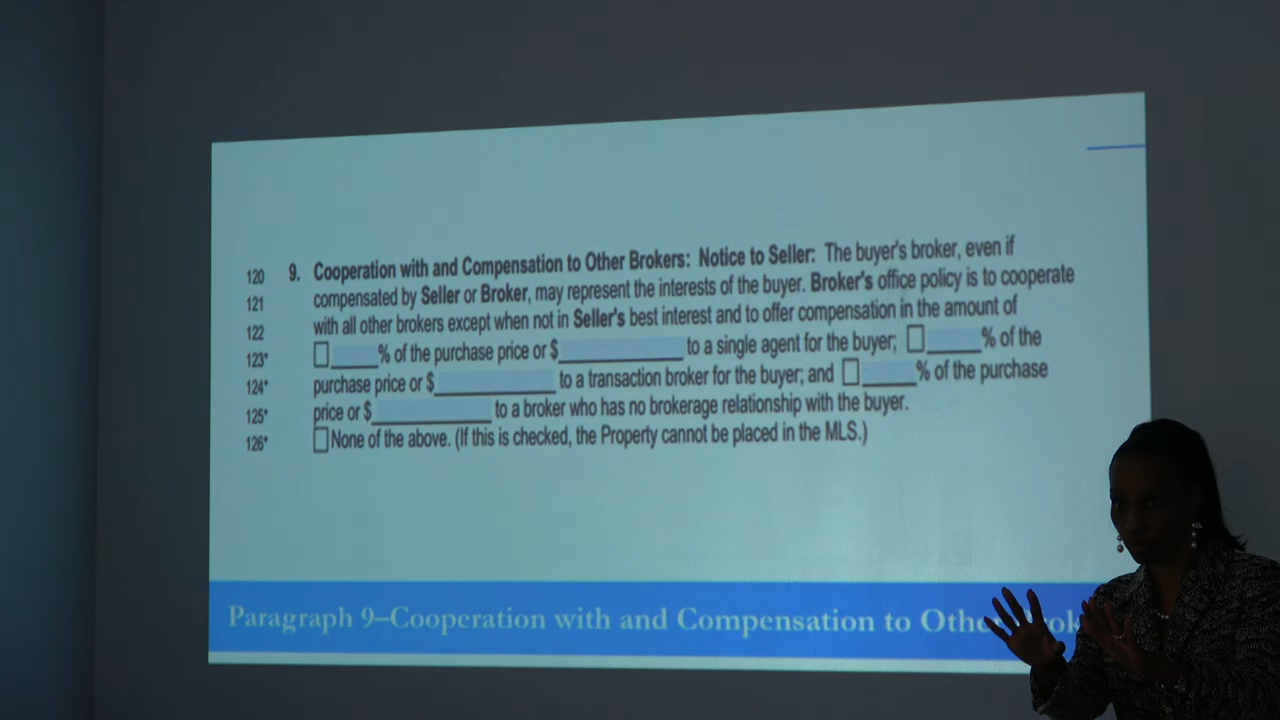 120 9. Cooperation with and Compensation to Other Brokers: Notice to Seller: The buyer's broker, even if
121 compensated by Seller or Broker, may represent the interests of the buyer. Broker's office policy is to cooperate
122 with all other brokers except when not in Seller's best interest and to offer compensation in the amount of
123* ☐ ____% of the purchase price or $__________ to a single agent for the buyer; ☐ ____% of the
124* purchase price or $__________ to a transaction broker for the buyer; and ☐ ____% of the purchase
125* price or $__________ to a broker who has no brokerage relationship with the buyer.
126* ☐ None of the above. (If this is checked, the Property cannot be placed in the MLS.)
Paragraph 9–Cooperation with and Compensation to